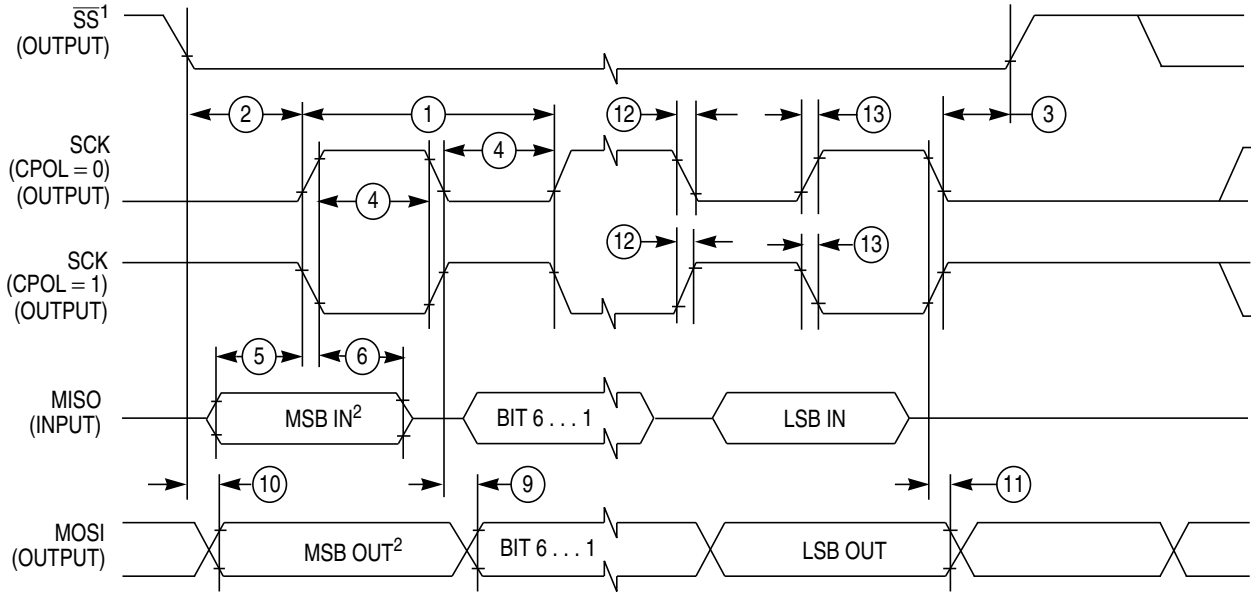 SS¹
(OUTPUT)
2
1
12
13
3
SCK
(CPOL = 0)
(OUTPUT)
4
4
12
13
SCK
(CPOL = 1)
(OUTPUT)
5
6
MISO
(INPUT)
MSB IN²
BIT 6 . . . 1
LSB IN
10
9
11
MOSI
(OUTPUT)
MSB OUT²
BIT 6 . . . 1
LSB OUT